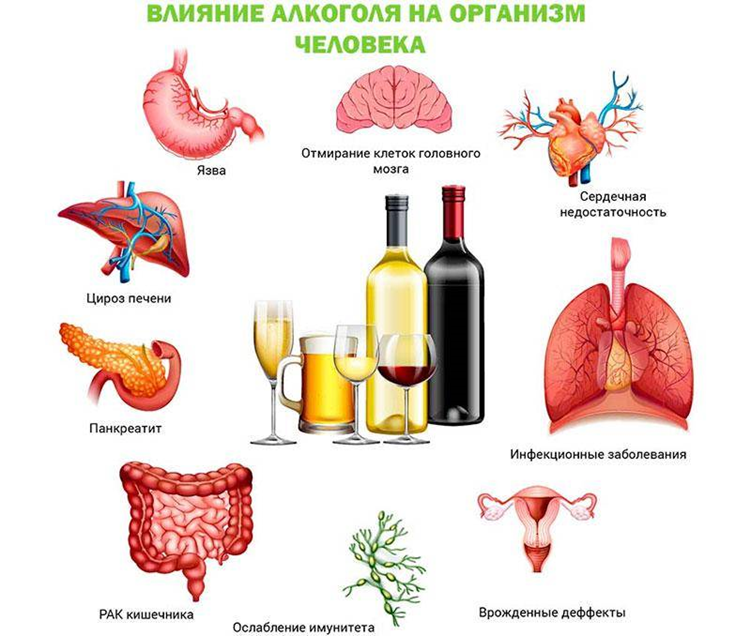 ВЛИЯНИЕ АЛКОГОЛЯ НА ОРГАНИЗМ
ЧЕЛОВЕКА
Язва
Отмирание клеток головного
мозга
Сердечная
недостаточность
Цироз печени
Панкреатит
Инфекционные заболевания
РАК кишечника
Ослабление имунитета
Врожденные деффекты